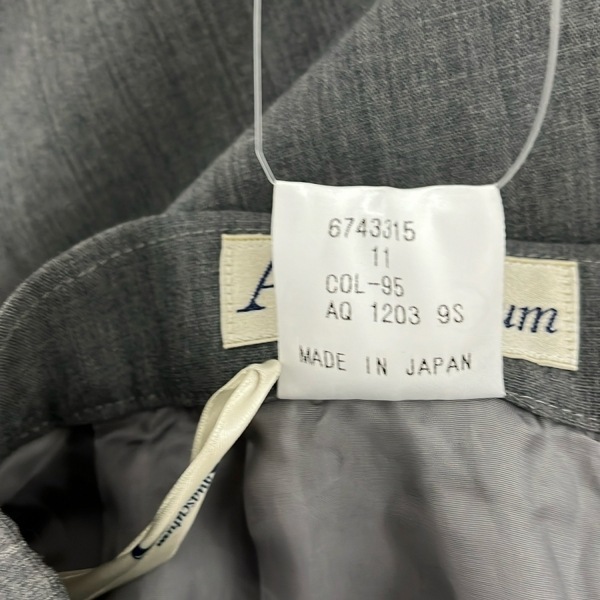 6743315
11
COL-95
AQ 1203 9S
MADE IN JAPAN